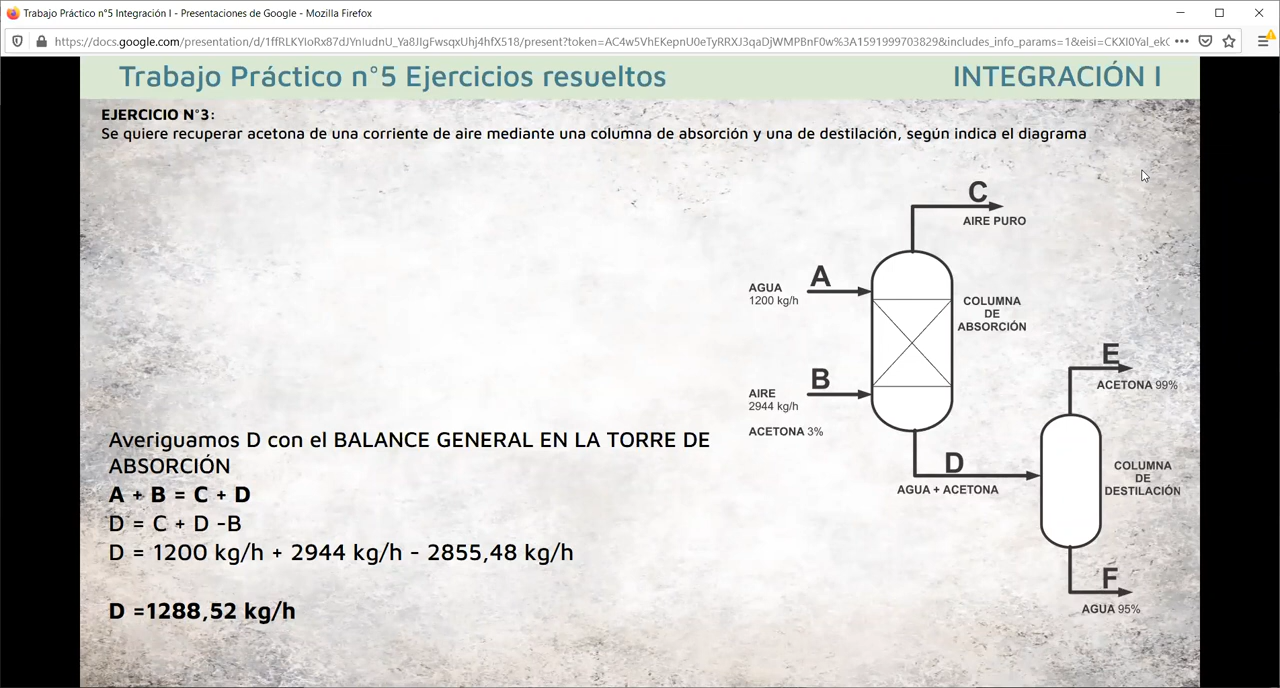 Trabajo Práctico n°5 Integración I - Presentaciones de Google - Mozilla Firefox
https://docs.google.com/presentation/d/1ffRLKYIoRx87dJYnIudnU_Ya8JIgFwsqxUhj4hfX518/present?token=AC4w5VhEKepnU0eTyRRXJ3qaDjWMPBnF0w%3A1591999703829&includes_info_params=1&eisi=CKXI0YaI_ekC
Trabajo Práctico n°5 Ejercicios resueltos
INTEGRACIÓN I
EJERCICIO N°3:
Se quiere recuperar acetona de una corriente de aire mediante una columna de absorción y una de destilación, según indica el diagrama
C
AIRE PURO
A
AGUA
1200 kg/h
COLUMNA
DE
ABSORCIÓN
B
AIRE
2944 kg/h
ACETONA 3%
E
ACETONA 99%
D
AGUA + ACETONA
COLUMNA
DE
DESTILACIÓN
F
AGUA 95%
Averiguamos D con el BALANCE GENERAL EN LA TORRE DE
ABSORCIÓN
A + B = C + D
D = C + D -B
D = 1200 kg/h + 2944 kg/h - 2855,48 kg/h
D =1288,52 kg/h